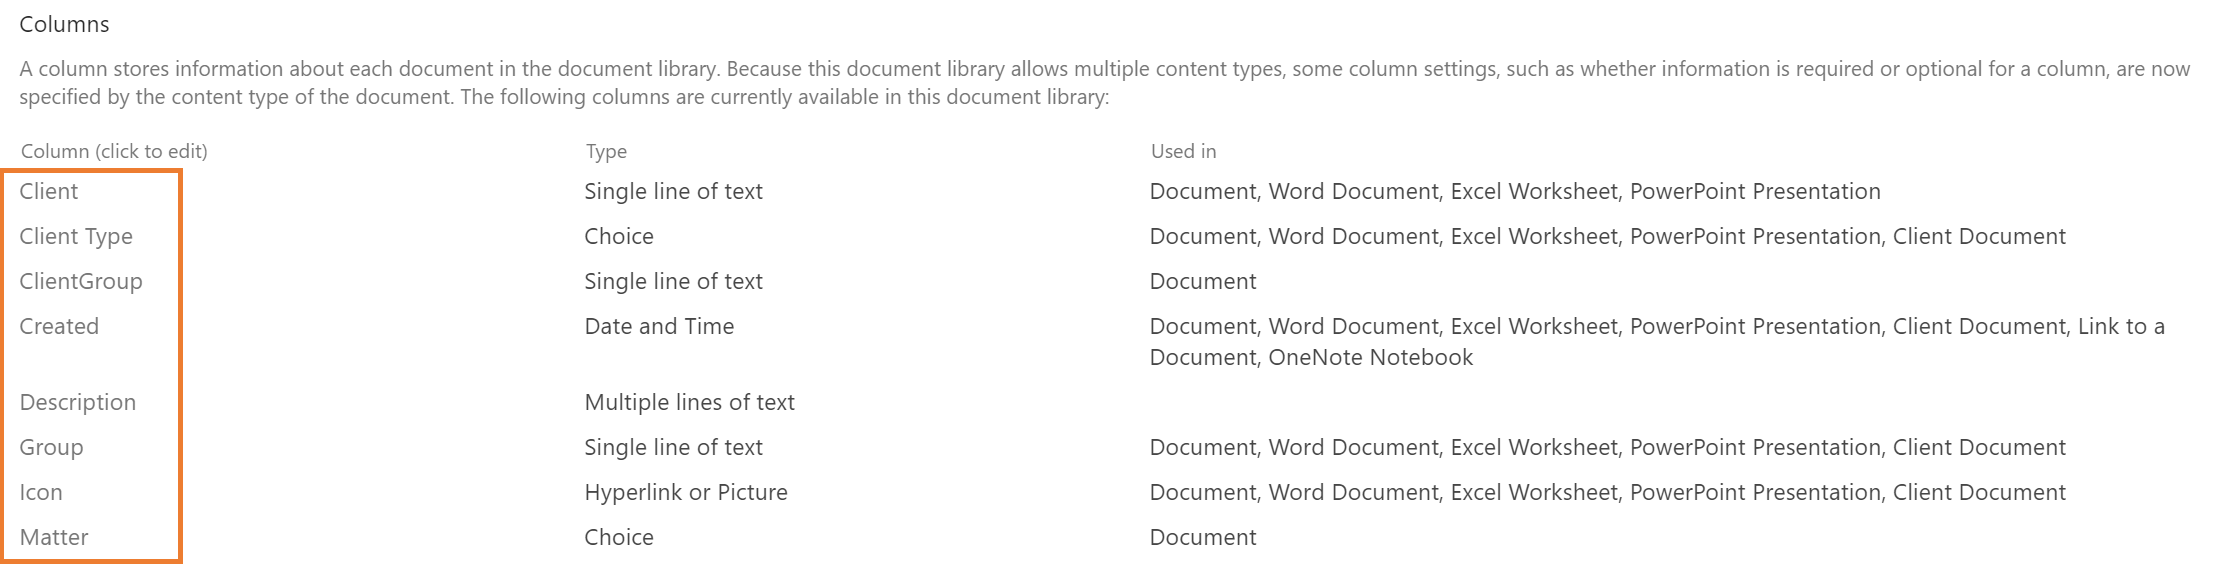 Columns
A column stores information about each document in the document library. Because this document library allows multiple content types, some column settings, such as whether information is required or optional for a column, are now
specified by the content type of the document. The following columns are currently available in this document library:
Column (click to edit) Type Used in
Client Single line of text Document, Word Document, Excel Worksheet, PowerPoint Presentation
Client Type Choice Document, Word Document, Excel Worksheet, PowerPoint Presentation, Client Document
ClientGroup Single line of text Document
Created Date and Time Document, Word Document, Excel Worksheet, PowerPoint Presentation, Client Document, Link to a
Document, OneNote Notebook
Description Multiple lines of text
Group Single line of text Document, Word Document, Excel Worksheet, PowerPoint Presentation, Client Document
Icon Hyperlink or Picture Document, Word Document, Excel Worksheet, PowerPoint Presentation, Client Document
Matter Choice Document